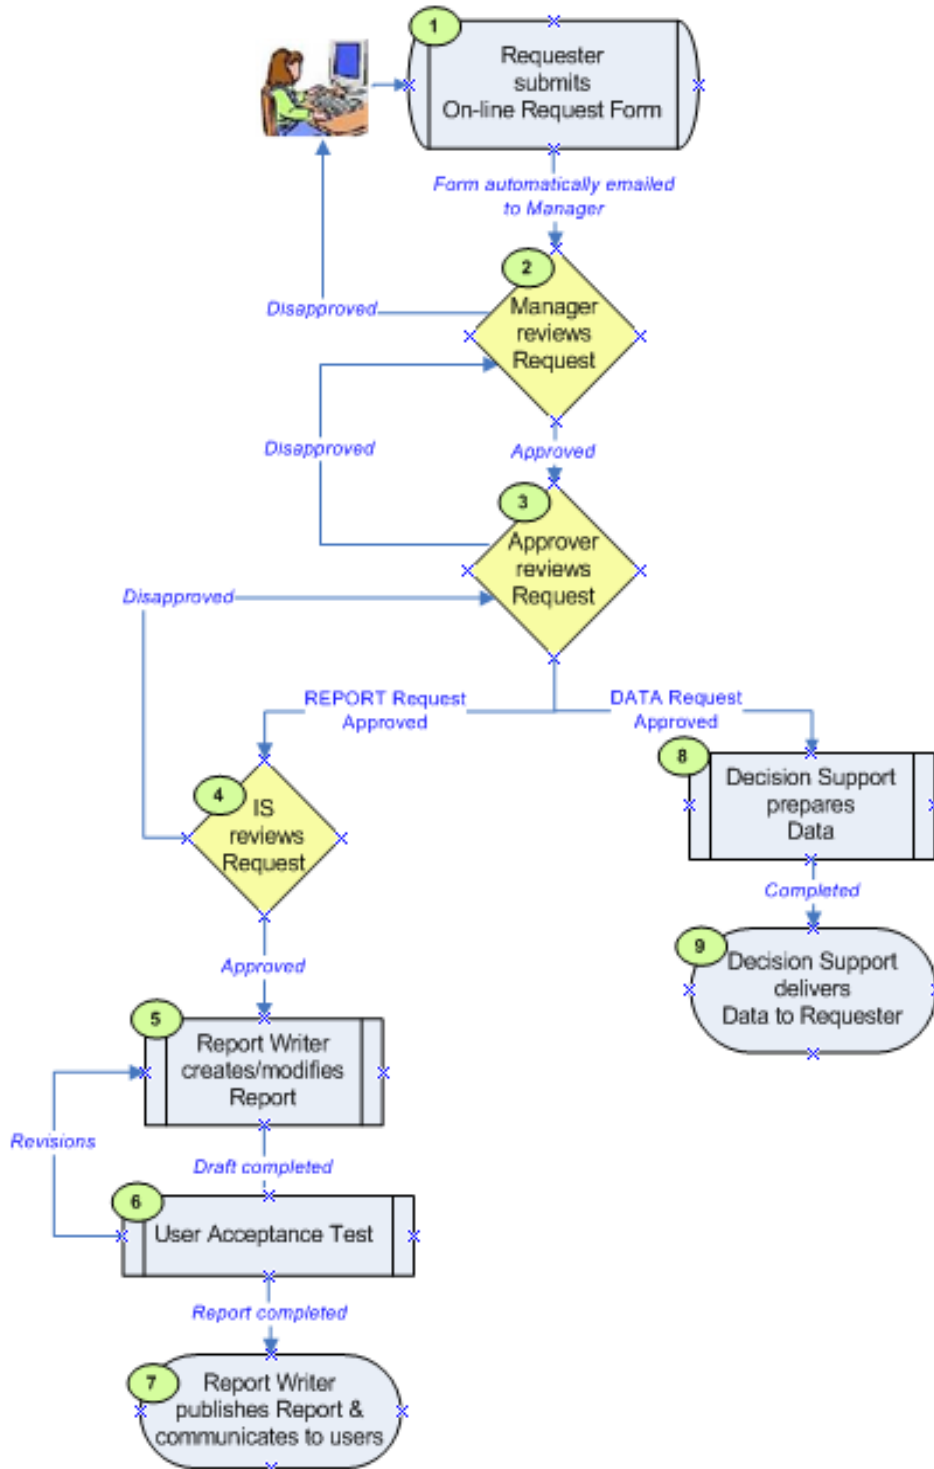 1
Requester
submits
On-line Request Form
Form automatically emailed
to Manager
2
Manager
reviews
Request
Disapproved
Disapproved
Approved
3
Approver
reviews
Request
Disapproved
REPORT Request
Approved
DATA Request
Approved
4
IS
reviews
Request
8
Decision Support
prepares
Data
Completed
9
Decision Support
delivers
Data to Requester
Approved
5
Report Writer
creates/modifies
Report
Revisions
Draft completed
6
User Acceptance Test
Report completed
7
Report Writer
publishes Report &
communicates to users